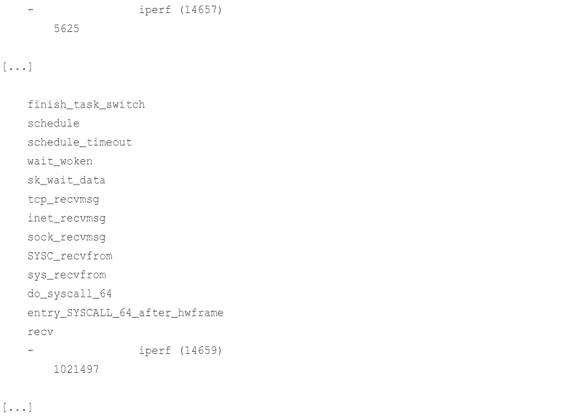 -                iperf (14657)
5625
[...]
finish_task_switch
schedule
schedule_timeout
wait_woken
sk_wait_data
tcp_recvmsg
inet_recvmsg
sock_recvmsg
SYSC_recvfrom
sys_recvfrom
do_syscall_64
entry_SYSCALL_64_after_hwframe
recv
-                iperf (14659)
1021497
[...]